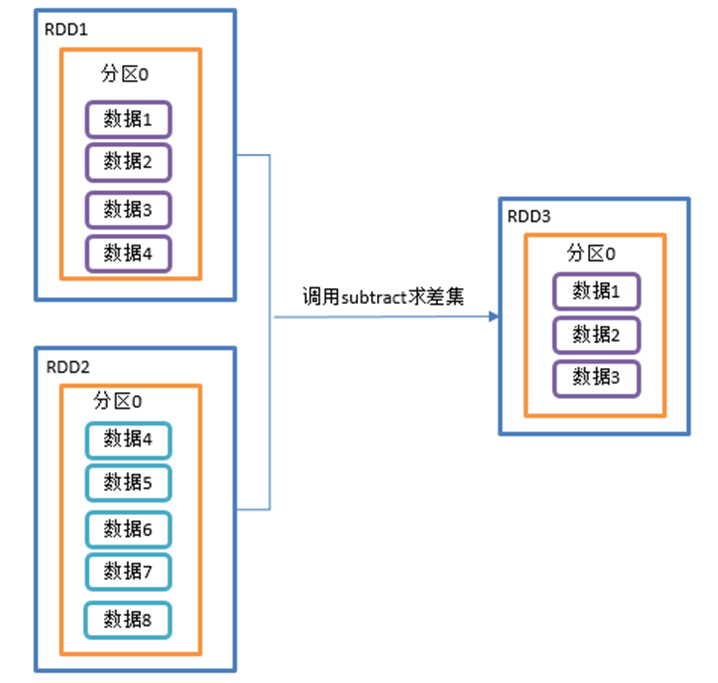 RDD1
分区0
数据1
数据2
数据3
数据4
RDD2
分区0
数据4
数据5
数据6
数据7
数据8
调用subtract求差集
RDD3
分区0
数据1
数据2
数据3